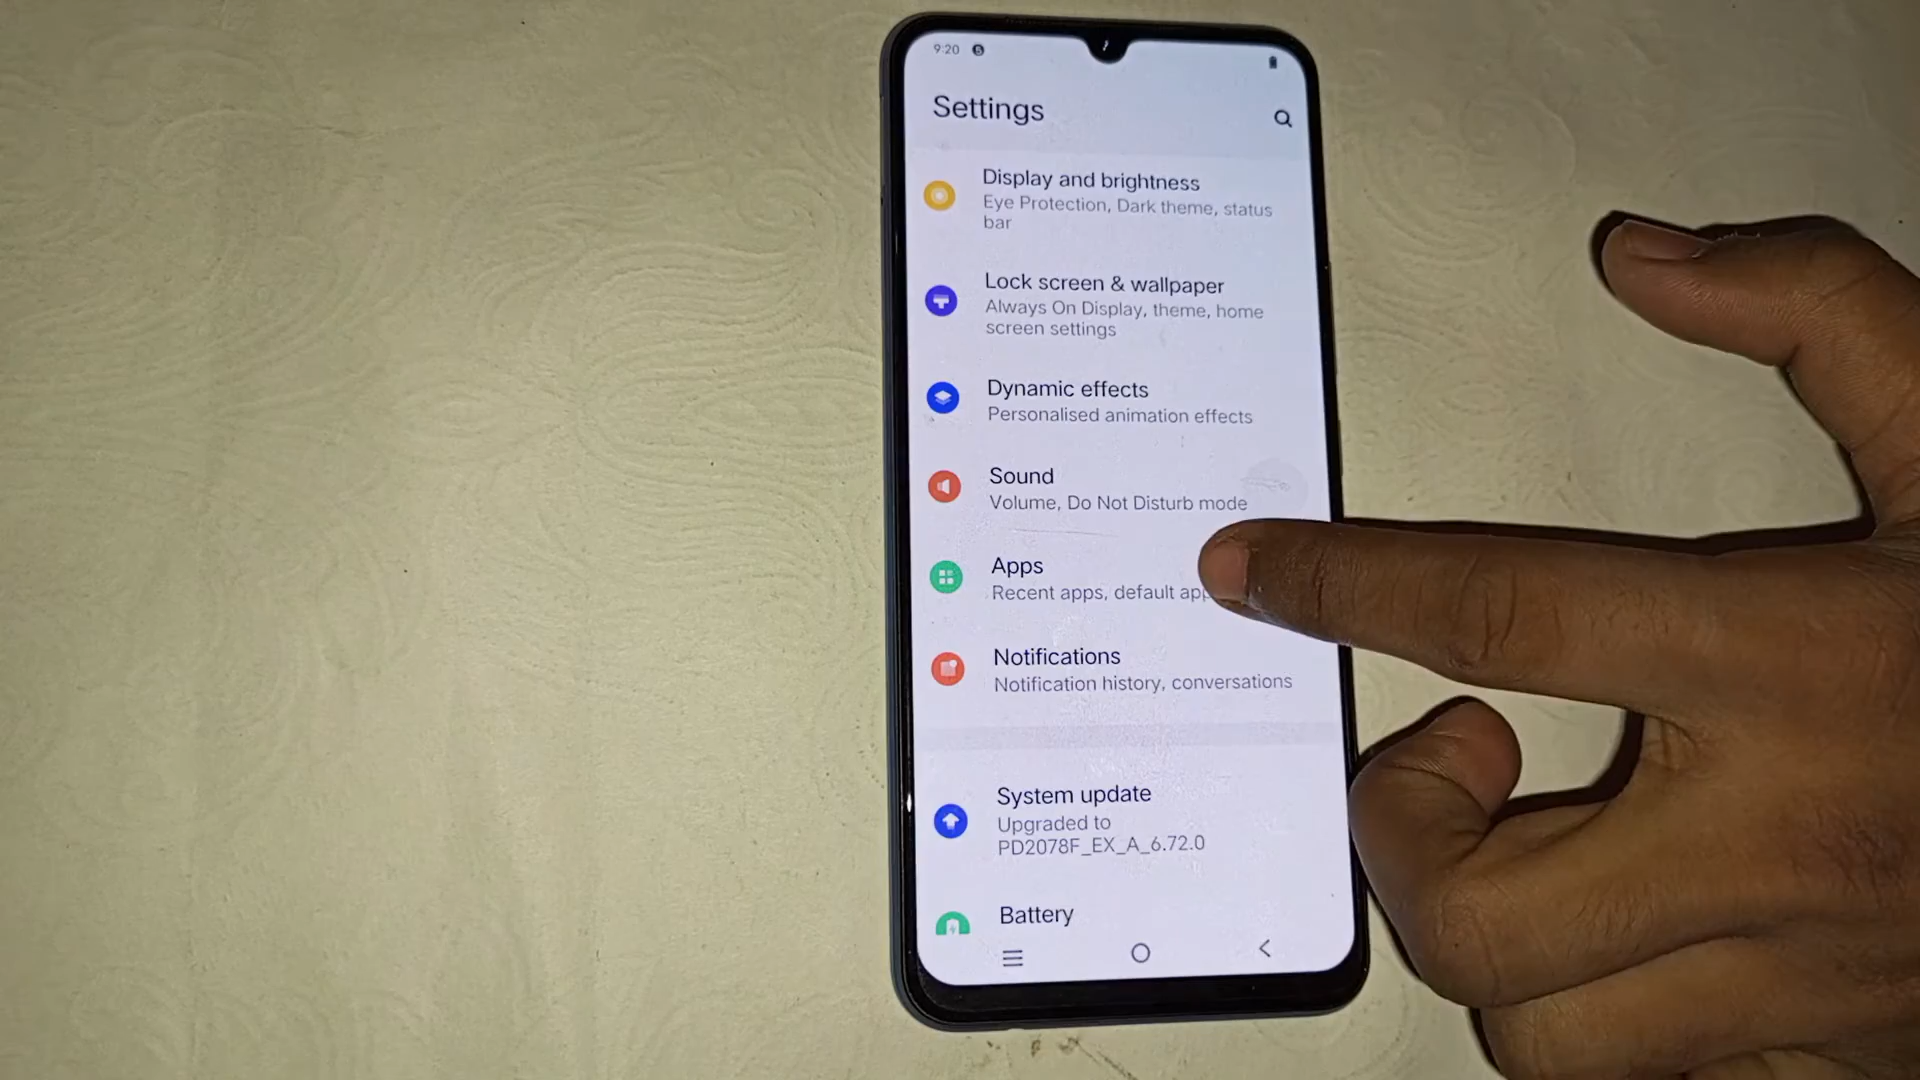 9:20
Settings
Display and brightness
Eye Protection, Dark theme, status
bar
Lock screen & wallpaper
Always On Display, theme, home
screen settings
Dynamic effects
Personalised animation effects
Sound
Volume, Do Not Disturb mode
Apps
Recent apps, default
Notifications
Notification history, conversations
System update
Upgraded to
PD2078F_EX_A_6.72.0
Battery